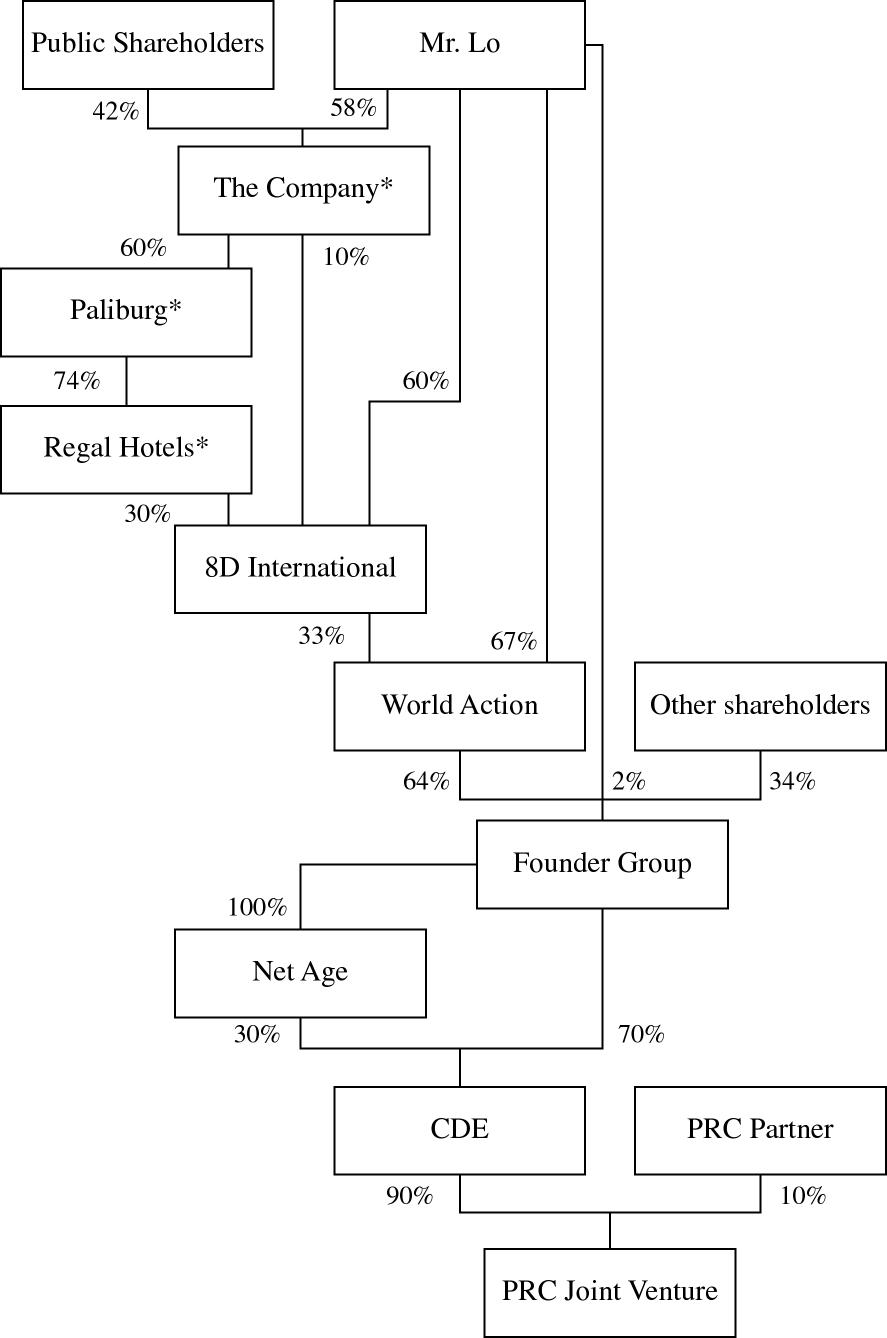 Public Shareholders
Mr. Lo
42%
58%
The Company*
60%
10%
Paliburg*
74%
60%
Regal Hotels*
30%
8D International
33%
67%
World Action
Other shareholders
64%
2%
34%
Founder Group
100%
Net Age
30%
70%
CDE
PRC Partner
90%
10%
PRC Joint Venture